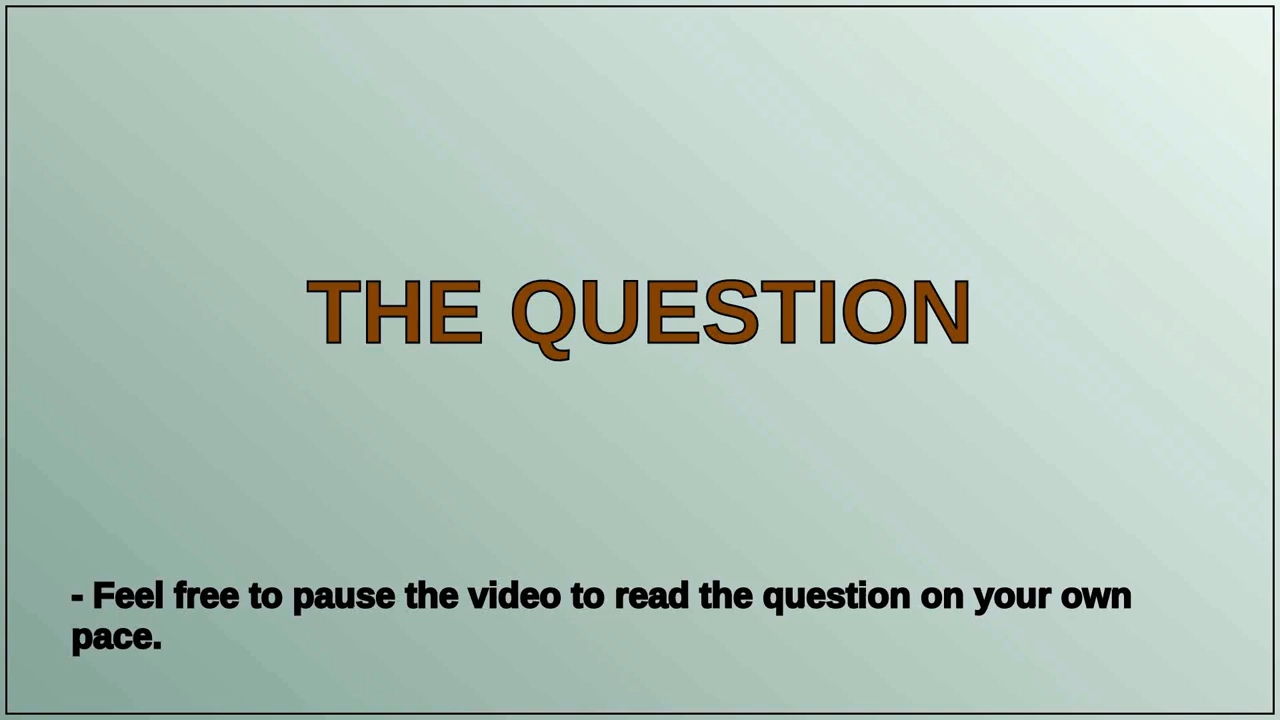 THE QUESTION
- Feel free to pause the video to read the question on your own
pace.